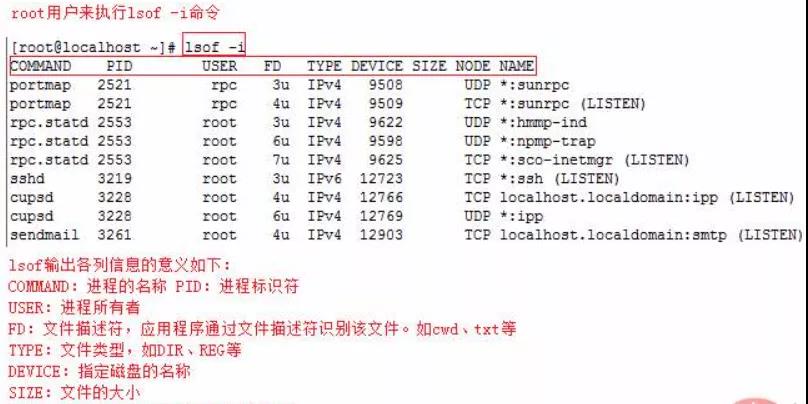 root用户来执行lsof -i命令
[root@localhost ~]# lsof -i
COMMAND PID USER FD TYPE DEVICE SIZE NODE NAME
portmap 2521 rpc 3u IPv4 9508 UDP *:sunrpc
portmap 2521 rpc 4u IPv4 9509 TCP *:sunrpc (LISTEN)
rpc.statd 2553 root 3u IPv4 9622 UDP *:hmmp-ind
rpc.statd 2553 root 6u IPv4 9598 UDP *:npmp-trap
rpc.statd 2553 root 7u IPv4 9625 TCP *:sco-inetmgr (LISTEN)
sshd 3219 root 3u IPv6 12723 TCP *:ssh (LISTEN)
cupsd 3228 root 4u IPv4 12766 TCP localhost.localdomain:ipp (LISTEN)
cupsd 3228 root 6u IPv4 12769 UDP *:ipp
sendmail 3261 root 4u IPv4 12903 TCP localhost.localdomain:smtp (LISTEN)
lsof输出各列信息的意义如下：
COMMAND：进程的名称 PID：进程标识符
USER：进程所有者
FD：文件描述符，应用程序通过文件描述符识别该文件。如cwd、txt等
TYPE：文件类型，如DIR、REG等
DEVICE：指定磁盘的名称
SIZE：文件的大小